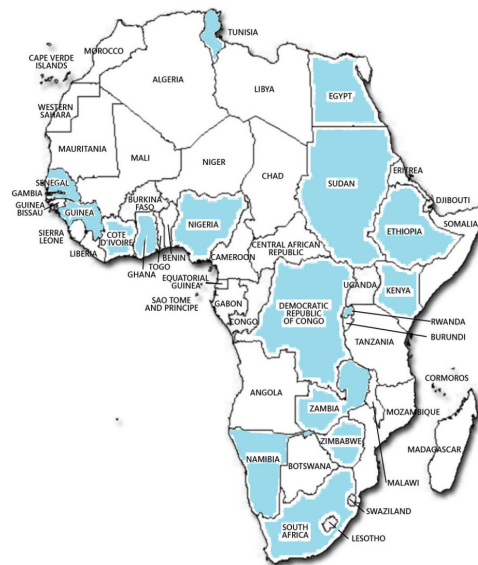 TUNISIA
MOROCCO
CAPE VERDE
ISLANDS
ALGERIA
LIBYA
EGYPT
WESTERN
SAHARA
MAURITANIA
MALI
NIGER
CHAD
SUDAN
ERITREA
SENEGAL
GAMBIA
GUINEA
BISSAU
GUINEA
BURKINA
FASO
DJIBOUTI
SOMALIA
SIERRA
LEONE
COTE
D'IVOIRE
NIGERIA
ETHIOPIA
LIBERIA
GHANA
TOGO
BENIN
CAMEROON
CENTRAL AFRICAN
REPUBLIC
EQUATORIAL
GUINEA
SAO TOME
AND PRINCIPE
GABON
CONGO
DEMOCRATIC
REPUBLIC
OF CONGO
UGANDA
KENYA
RWANDA
BURUNDI
TANZANIA
CORMOROS
ANGOLA
ZAMBIA
MOZAMBIQUE
ZIMBABWE
MADAGASCAR
NAMIBIA
BOTSWANA
MALAWI
SWAZILAND
SOUTH
AFRICA
LESOTHO